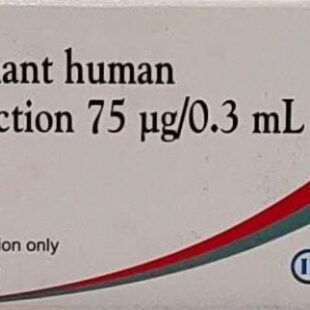 ant human
ction 75 µg/0.3 mL
ion only